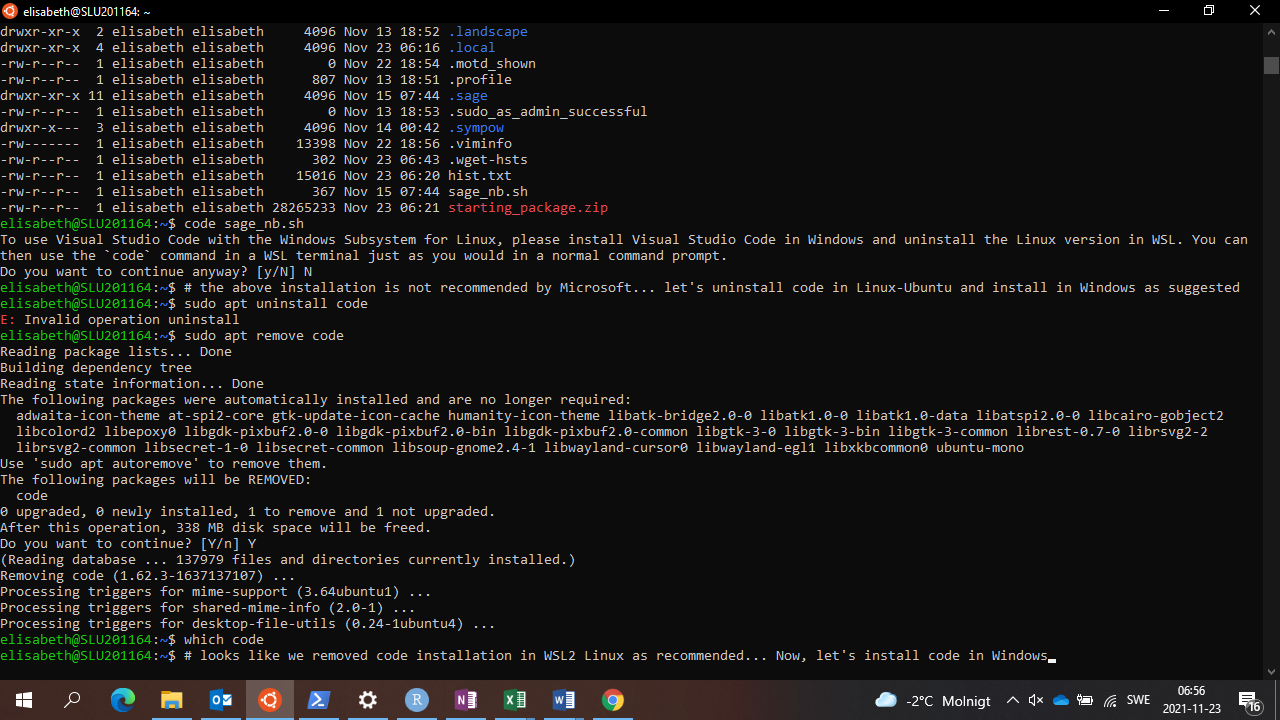 elisabeth@SLU201164: ~
drwxr-xr-x  2 elisabeth elisabeth     4096 Nov 13 18:52 .landscape
drwxr-xr-x  4 elisabeth elisabeth     4096 Nov 23 06:16 .local
-rw-r--r--  1 elisabeth elisabeth        0 Nov 22 18:54 .motd_shown
-rw-r--r--  1 elisabeth elisabeth      807 Nov 13 18:51 .profile
drwxr-xr-x 11 elisabeth elisabeth     4096 Nov 15 07:44 .sage
-rw-r--r--  1 elisabeth elisabeth        0 Nov 13 18:53 .sudo_as_admin_successful
drwxr-x---  3 elisabeth elisabeth     4096 Nov 14 00:42 .sympow
-rw-------  1 elisabeth elisabeth    13398 Nov 22 18:56 .viminfo
-rw-r--r--  1 elisabeth elisabeth      302 Nov 23 06:43 .wget-hsts
-rw-r--r--  1 elisabeth elisabeth    15016 Nov 23 06:20 hist.txt
-rw-r--r--  1 elisabeth elisabeth      367 Nov 15 07:44 sage_nb.sh
-rw-r--r--  1 elisabeth elisabeth 28265233 Nov 23 06:21 starting_package.zip
elisabeth@SLU201164:~$ code sage_nb.sh
To use Visual Studio Code with the Windows Subsystem for Linux, please install Visual Studio Code in Windows and uninstall the Linux version in WSL. You can
then use the `code` command in a WSL terminal just as you would in a normal command prompt.
Do you want to continue anyway? [y/N] N
elisabeth@SLU201164:~$ # the above installation is not recommended by Microsoft... let's uninstall code in Linux-Ubuntu and install in Windows as suggested
elisabeth@SLU201164:~$ sudo apt uninstall code
E: Invalid operation uninstall
elisabeth@SLU201164:~$ sudo apt remove code
Reading package lists... Done
Building dependency tree
Reading state information... Done
The following packages were automatically installed and are no longer required:
  adwaita-icon-theme at-spi2-core gtk-update-icon-cache humanity-icon-theme libatk-bridge2.0-0 libatk1.0-0 libatk1.0-data libatspi2.0-0 libcairo-gobject2
  libcolord2 libepoxy0 libgdk-pixbuf2.0-0 libgdk-pixbuf2.0-bin libgdk-pixbuf2.0-common libgtk-3-0 libgtk-3-bin libgtk-3-common librest-0.7-0 librsvg2-2
  librsvg2-common libsecret-1-0 libsecret-common libsoup-gnome2.4-1 libwayland-cursor0 libwayland-egl1 libxkbcommon0 ubuntu-mono
Use 'sudo apt autoremove' to remove them.
The following packages will be REMOVED:
  code
0 upgraded, 0 newly installed, 1 to remove and 1 not upgraded.
After this operation, 338 MB disk space will be freed.
Do you want to continue? [Y/n] Y
(Reading database ... 137979 files and directories currently installed.)
Removing code (1.62.3-1637137107) ...
Processing triggers for mime-support (3.64ubuntu1) ...
Processing triggers for shared-mime-info (2.0-1) ...
Processing triggers for desktop-file-utils (0.24-1ubuntu4) ...
elisabeth@SLU201164:~$ which code
elisabeth@SLU201164:~$ # looks like we removed code installation in WSL2 Linux as recommended... Now, let's install code in Windows
-2°C Molnigt
SWE
06:56
2021-11-23
16